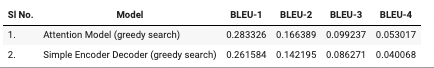 Sl No. Model BLEU-1 BLEU-2 BLEU-3 BLEU-4
1. Attention Model (greedy search) 0.283326 0.166389 0.099237 0.053017
2. Simple Encoder Decoder (greedy search) 0.261584 0.142195 0.086271 0.040068